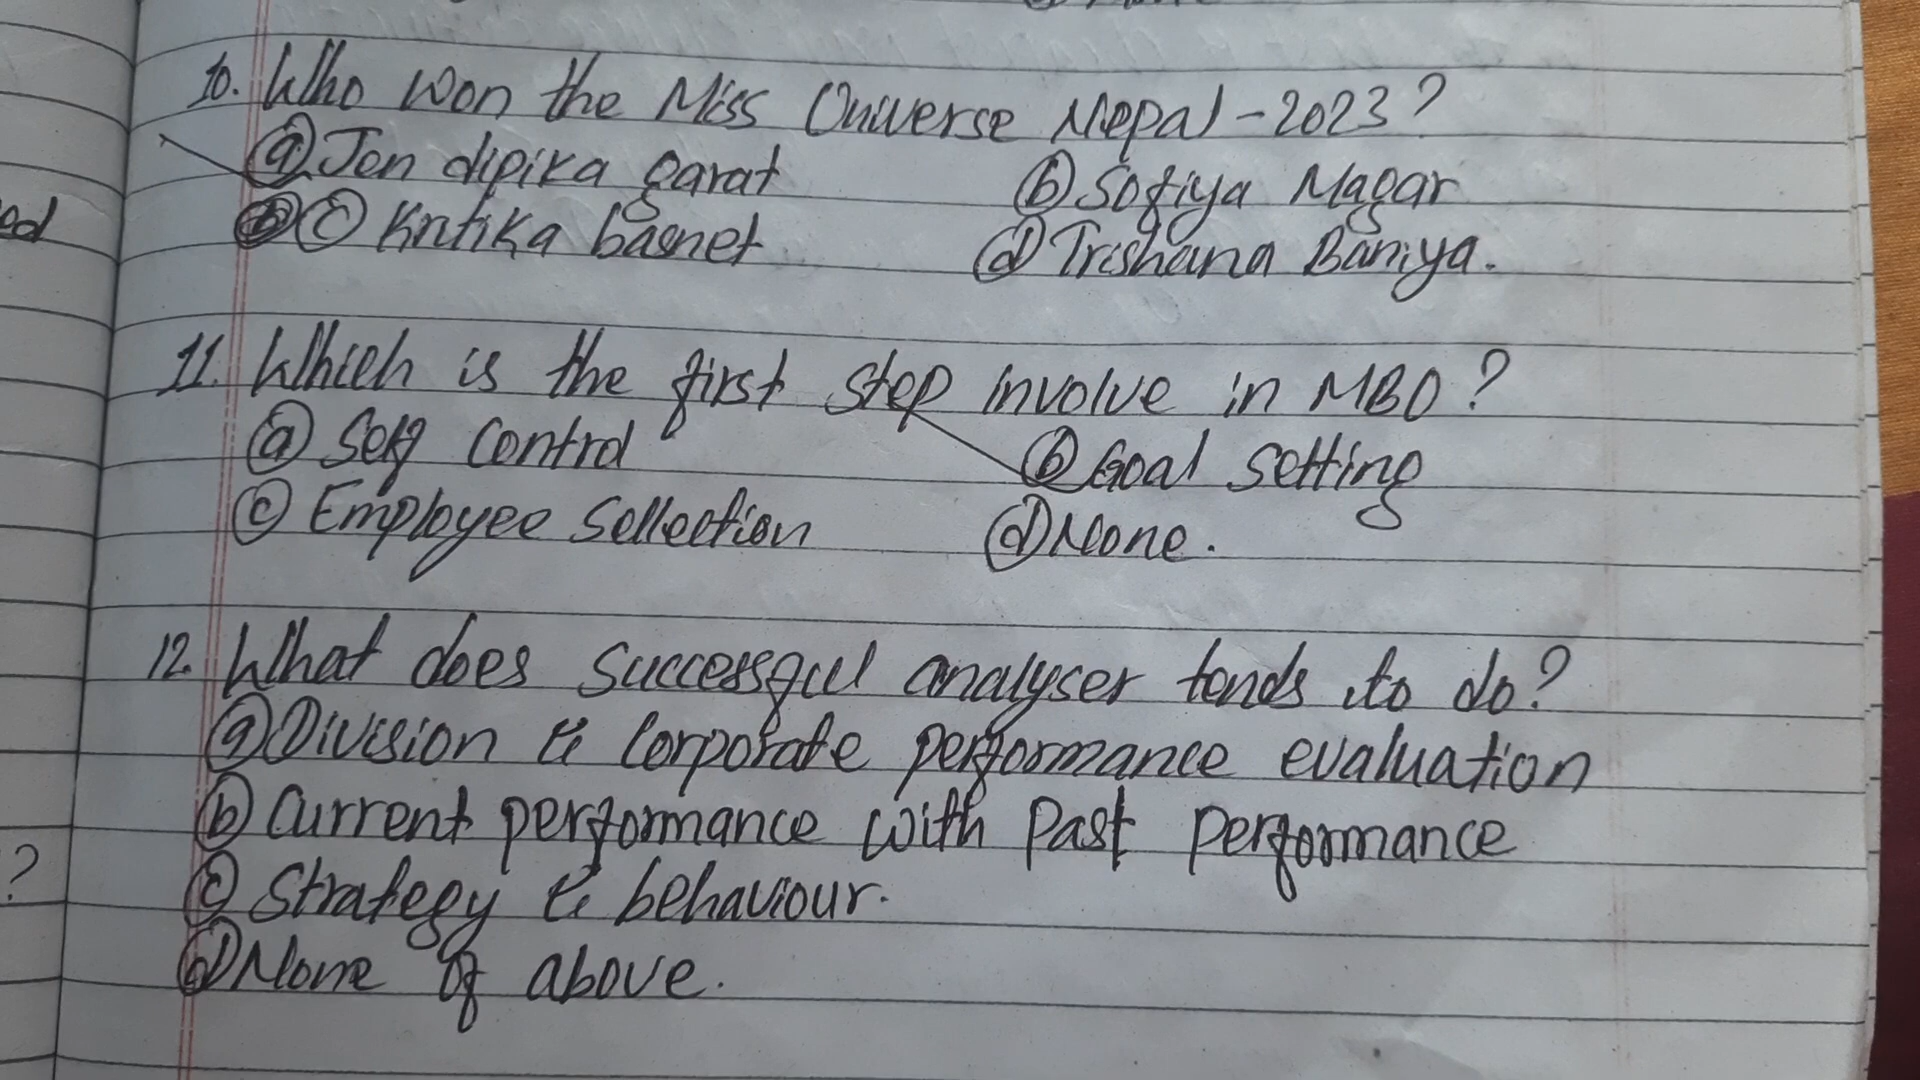 10. Who won the Miss Universe Nepal - 2023?
(a) Jen dipika garat (b) Sofiya Magar
(c) Kritika basnet (d) Trishana Baniya.
11. Which is the first step involve in MBO?
(a) Self Control (b) Goal Setting
(c) Employee Sellection (d) None.
12. What does successful analyser tends to do?
(a) Division & Corporate performance evaluation
(b) Current performance with Past performance
(c) Strategy & behaviour.
(d) None of above.
ed
?